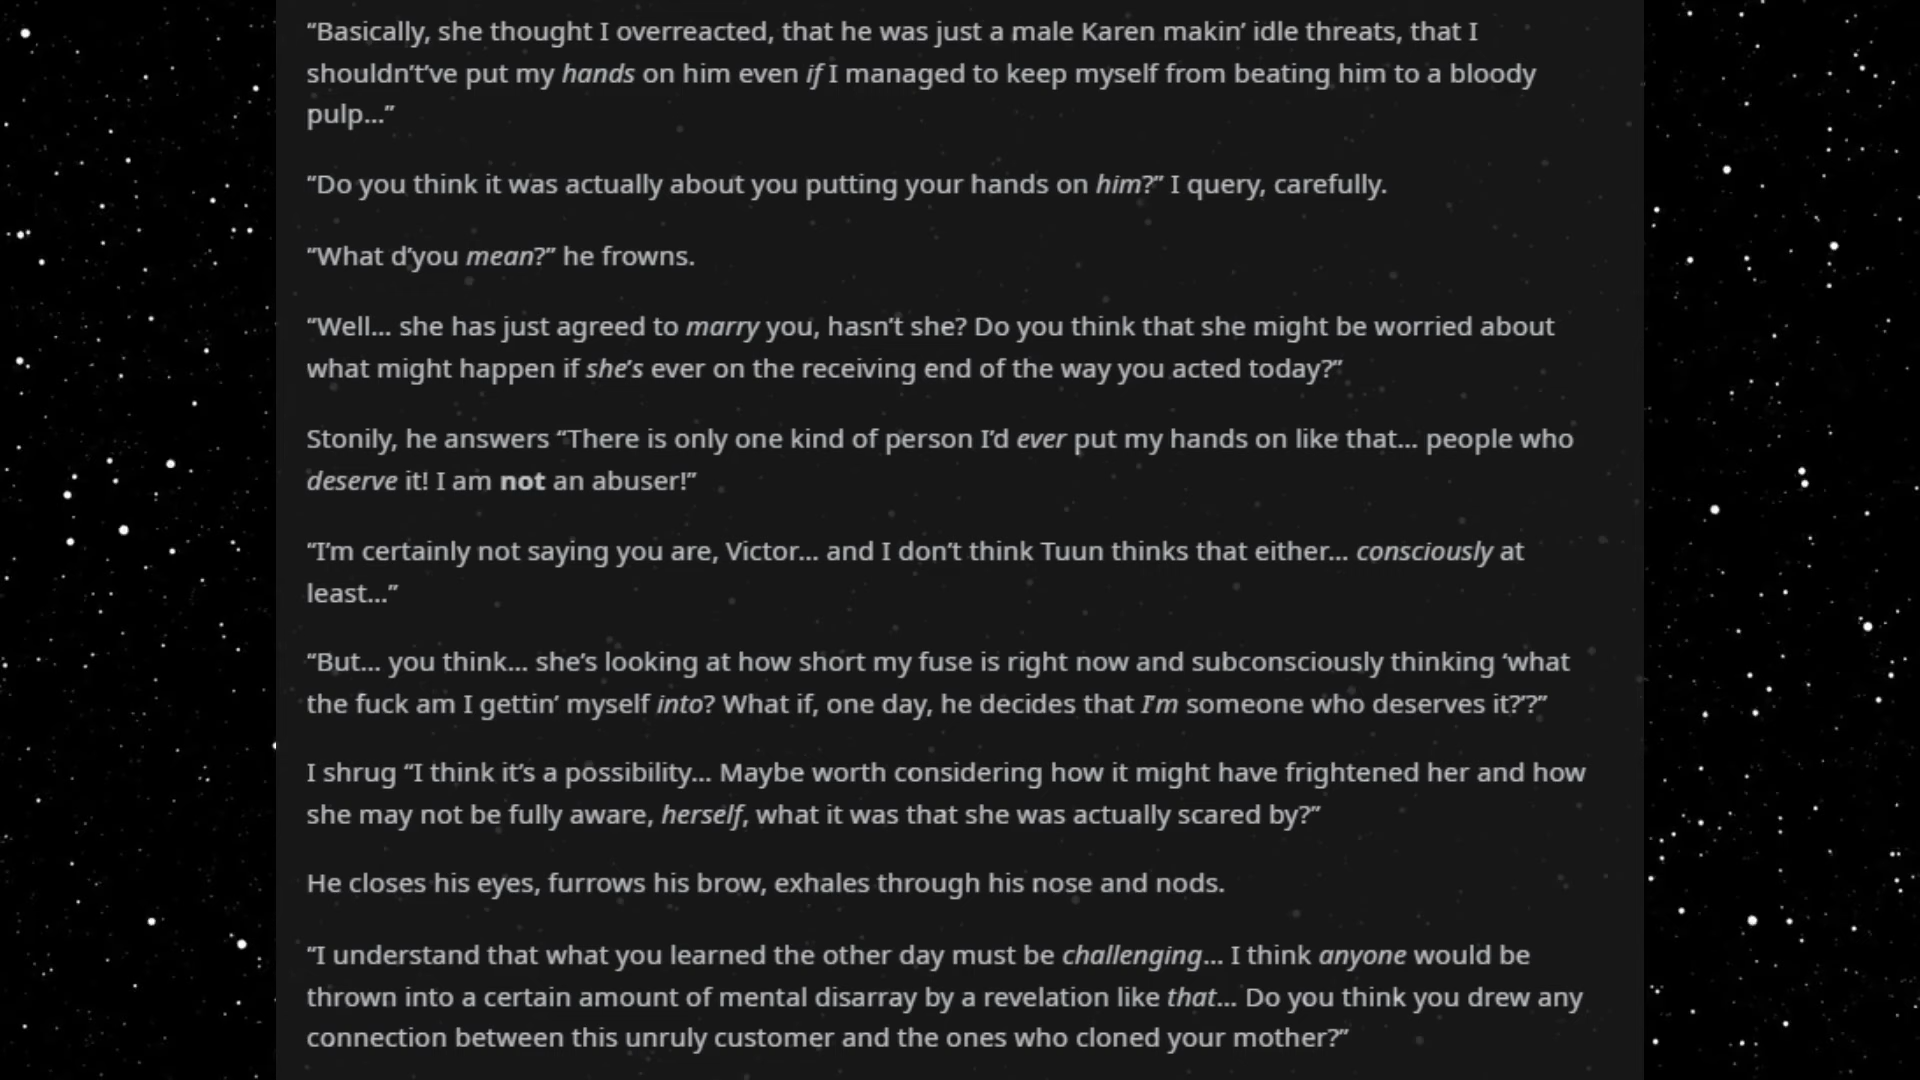 “Basically, she thought I overreacted, that he was just a male Karen makin’ idle threats, that I
shouldn’t’ve put my hands on him even if I managed to keep myself from beating him to a bloody
pulp...”
“Do you think it was actually about you putting your hands on him?” I query, carefully.
“What d’you mean?” he frowns.
“Well... she has just agreed to marry you, hasn’t she? Do you think that she might be worried about
what might happen if she’s ever on the receiving end of the way you acted today?”
Stonily, he answers “There is only one kind of person I’d ever put my hands on like that... people who
deserve it! I am not an abuser!”
“I’m certainly not saying you are, Victor... and I don’t think Tuun thinks that either... consciously at
least...”
“But... you think... she’s looking at how short my fuse is right now and subconsciously thinking ‘what
the fuck am I gettin’ myself into? What if, one day, he decides that I’m someone who deserves it?’?”
I shrug “I think it’s a possibility... Maybe worth considering how it might have frightened her and how
she may not be fully aware, herself, what it was that she was actually scared by?”
He closes his eyes, furrows his brow, exhales through his nose and nods.
“I understand that what you learned the other day must be challenging... I think anyone would be
thrown into a certain amount of mental disarray by a revelation like that... Do you think you drew any
connection between this unruly customer and the ones who cloned your mother?”